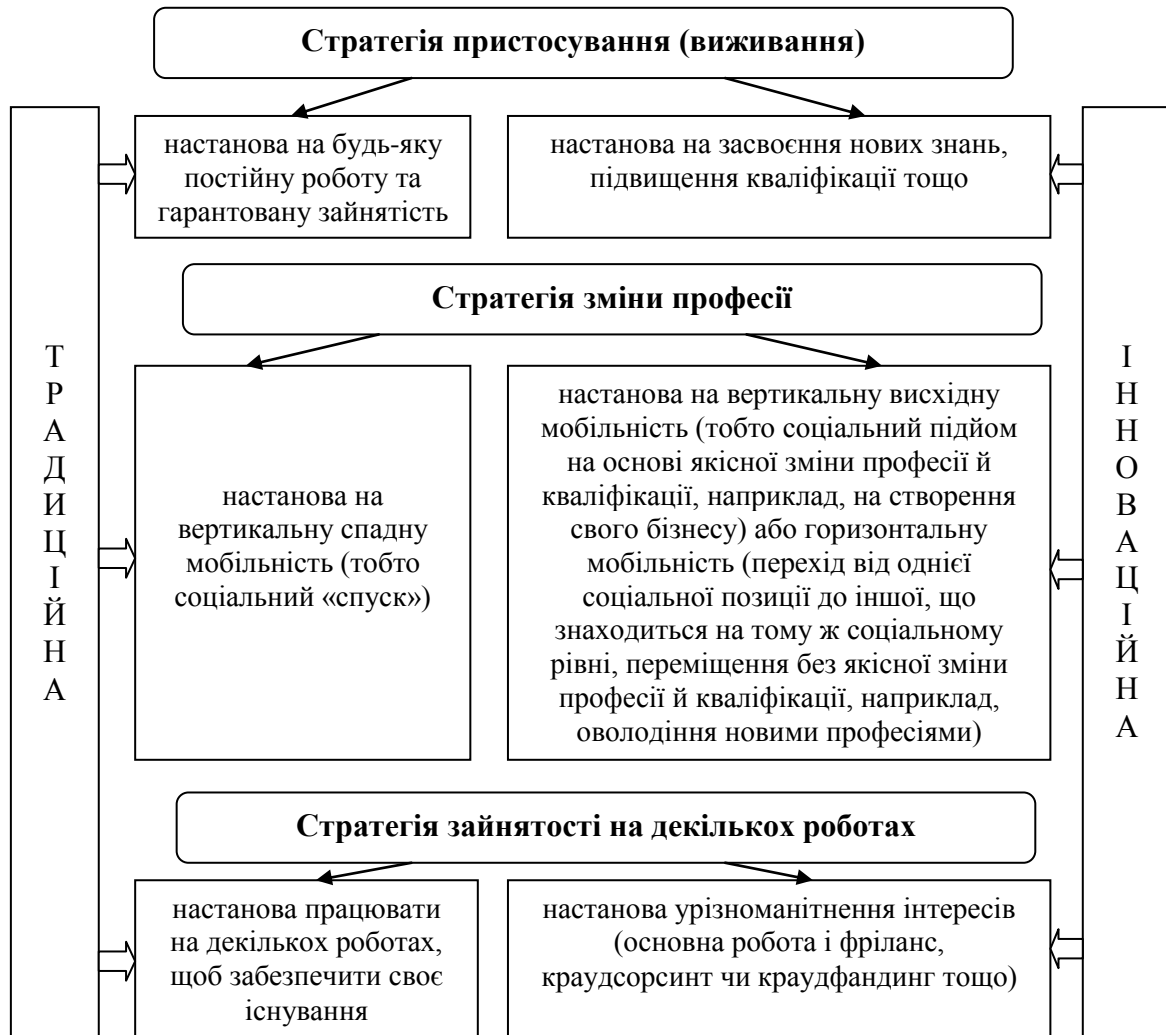 Стратегія пристосування (виживання)
настанова на будь-яку
постійну роботу та
гарантовану зайнятість
настанова на засвоєння нових знань,
підвищення кваліфікації тощо
Стратегія зміни професії
ТРАДИЦІЙНА
настанова на
вертикальну спадну
мобільність (тобто
соціальний «спуск»)
настанова на вертикальну висхідну
мобільність (тобто соціальний підйом
на основі якісної зміни професії й
кваліфікації, наприклад, на створення
свого бізнесу) або горизонтальну
мобільність (перехід від однієї
соціальної позиції до іншої, що
знаходиться на тому ж соціальному
рівні, переміщення без якісної зміни
професії й кваліфікації, наприклад,
оволодіння новими професіями)
ІННОВАЦІЙНА
Стратегія зайнятості на декількох роботах
настанова працювати
на декількох роботах,
щоб забезпечити своє
існування
настанова урізноманітнення інтересів
(основна робота і фріланс,
краудсорсинт чи краудфандинг тощо)